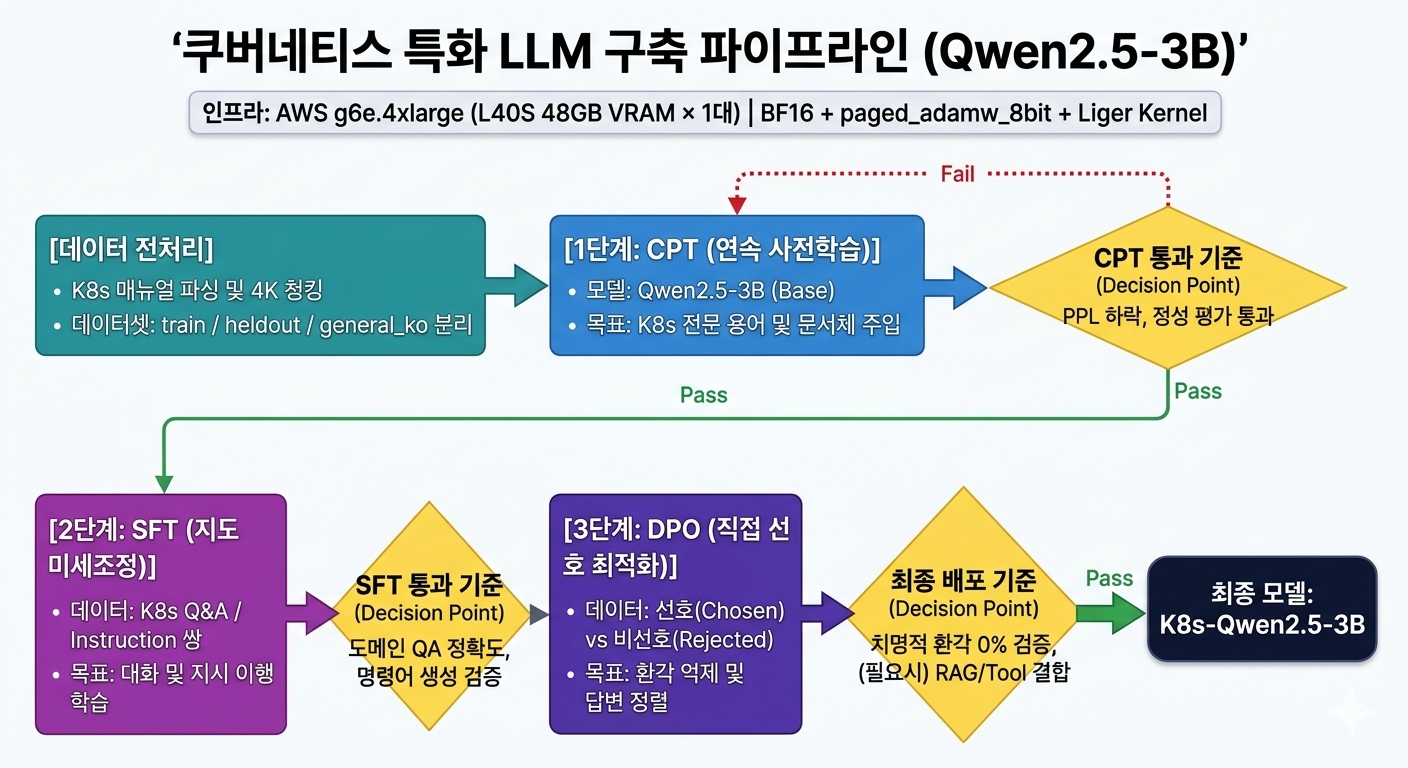 ‘쿠버네티스 특화 LLM 구축 파이프라인 (Qwen2.5-3B)’
인프라: AWS g6e.4xlarge (L40S 48GB VRAM × 1대) | BF16 + paged_adamw_8bit + Liger Kernel
Fail
[데이터 전처리]
• K8s 매뉴얼 파싱 및 4K 청킹
• 데이터셋: train / heldout / general_ko 분리
[1단계: CPT (연속 사전학습)]
• 모델: Qwen2.5-3B (Base)
• 목표: K8s 전문 용어 및 문서체 주입
CPT 통과 기준
(Decision Point)
PPL 하락, 정성 평가 통과
Pass
Pass
[2단계: SFT (지도
미세조정)]
• 데이터: K8s Q&A /
Instruction 쌍
• 목표: 대화 및 지시 이행
학습
SFT 통과 기준
(Decision Point)
도메인 QA 정확도,
명령어 생성 검증
[3단계: DPO (직접 선
호 최적화)]
• 데이터: 선호(Chosen)
vs 비선호(Rejected)
• 목표: 환각 억제 및
답변 정렬
최종 배포 기준
(Decision Point)
치명적 환각 0% 검증,
(필요시) RAG/Tool 결합
Pass
최종 모델:
K8s-Qwen2.5-3B